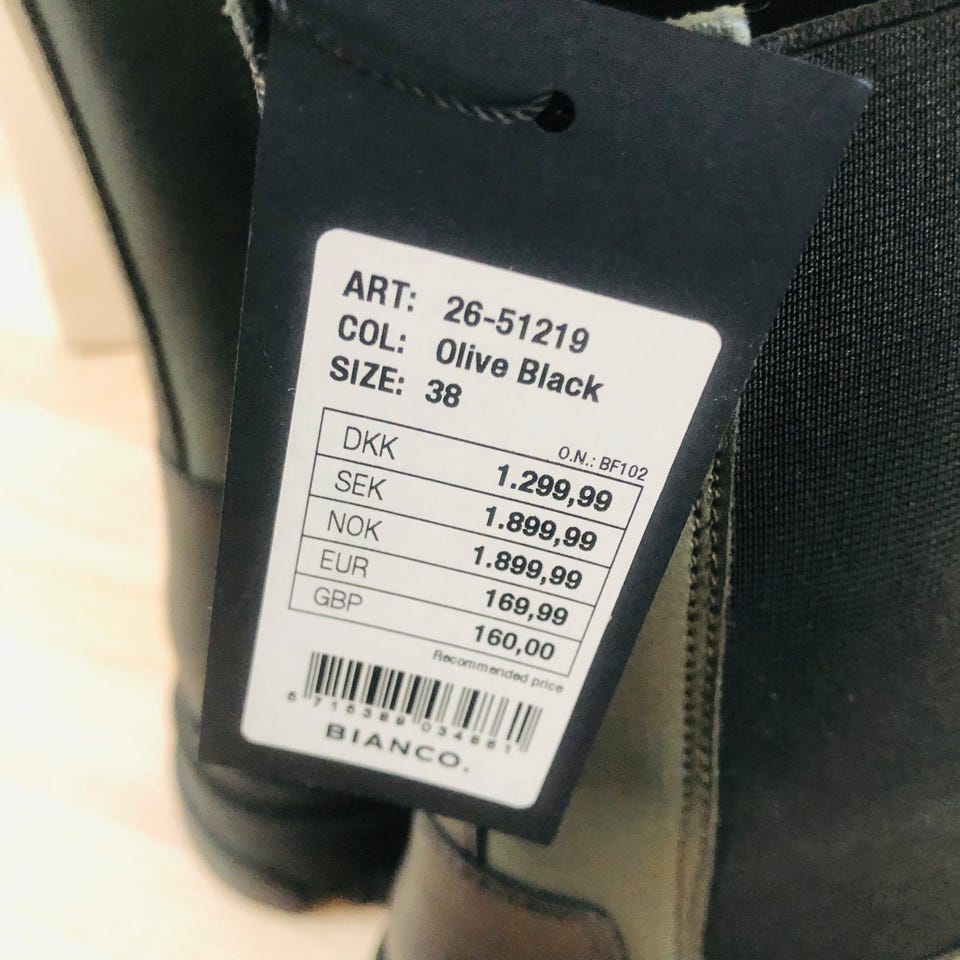 ART: 26-51219
COL: Olive Black
SIZE: 38
O.N.: BF102
DKK 1.299,99
SEK 1.899,99
NOK 1.899,99
EUR 169,99
GBP 160,00
Recommended price
BIANCO.